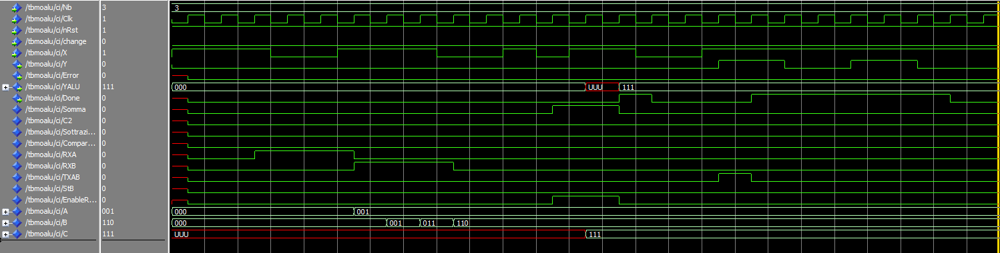 /tbmoalu/ci/Nb 3 3
/tbmoalu/ci/Clk 1
/tbmoalu/ci/nRst 1
/tbmoalu/ci/change 0
/tbmoalu/ci/X 1
/tbmoalu/ci/Y 0
/tbmoalu/ci/Error 0
/tbmoalu/ci/YALU 111 000 UUU 111
/tbmoalu/ci/Done 0
/tbmoalu/ci/Somma 0
/tbmoalu/ci/C2 0
/tbmoalu/ci/Sottrazi... 0
/tbmoalu/ci/Compar... 0
/tbmoalu/ci/RXA 0
/tbmoalu/ci/RXB 0
/tbmoalu/ci/TXAB 0
/tbmoalu/ci/StB 0
/tbmoalu/ci/EnableR... 0
/tbmoalu/ci/A 001 000 001
/tbmoalu/ci/B 110 000 001 011 110
/tbmoalu/ci/C 111 UUU 111